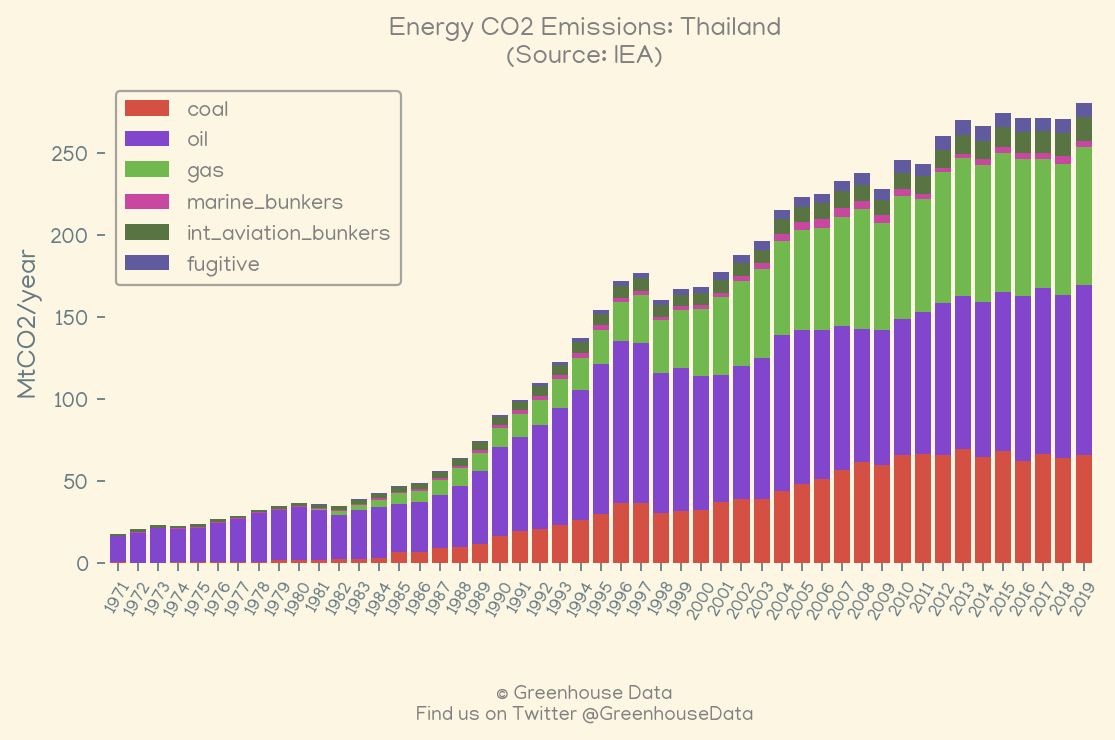 Energy CO2 Emissions: Thailand
(Source: IEA)
coal
oil
gas
marine_bunkers
int_aviation_bunkers
fugitive
MtCO2/year
250
200
150
100
50
0
1971 1972 1973 1974 1975 1976 1977 1978 1979 1980 1981 1982 1983 1984 1985 1986 1987 1988 1989 1990 1991 1992 1993 1994 1995 1996 1997 1998 1999 2000 2001 2002 2003 2004 2005 2006 2007 2008 2009 2010 2011 2012 2013 2014 2015 2016 2017 2018 2019
© Greenhouse Data
Find us on Twitter @GreenhouseData